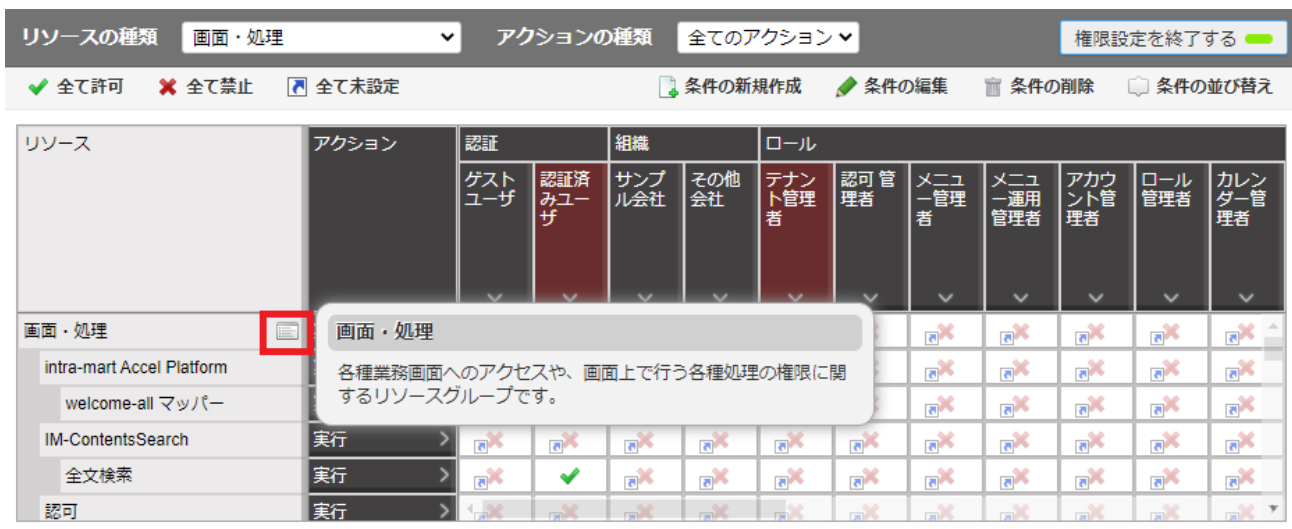 リソースの種類 画面・処理 アクションの種類 全てのアクション 権限設定を終了する
全て許可 全て禁止 全て未設定 条件の新規作成 条件の編集 条件の削除 条件の並び替え
リソース アクション 認証 組織 ロール
ゲストユーザ
認証済みユーザ
サンプル会社
その他会社
テナント管理者
認可 管理者
メニュー管理者
メニュー運用管理者
アカウント管理者
ロール管理者
カレンダー管理者
画面・処理
画面・処理
各種業務画面へのアクセスや、画面上で行う各種処理の権限に関
するリソースグループです。
intra-mart Accel Platform
welcome-all マッパー
IM-ContentsSearch 実行
全文検索 実行
認可 実行